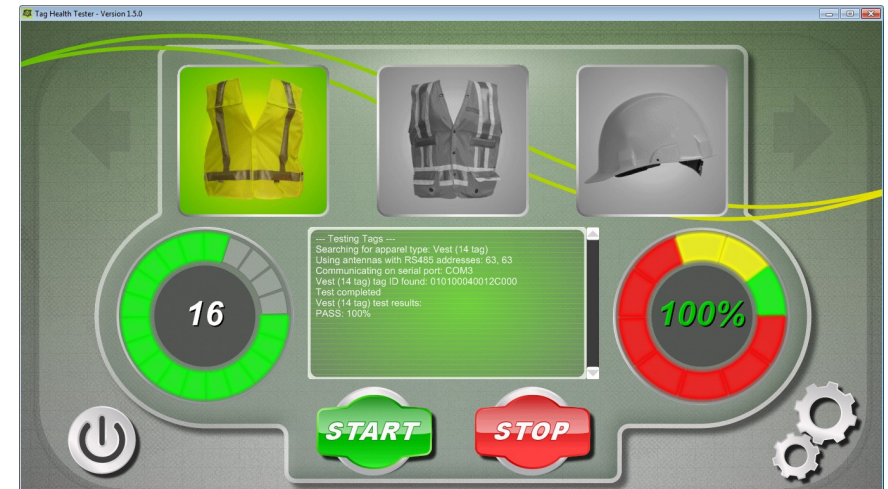 Tag Health Tester - Version 1.5.0
--- Testing Tags ---
Searching for apparel type: Vest (14 tag)
Using antennas with RS485 addresses: 63, 63
Communicating on serial port: COM3
Vest (14 tag) tag ID found: 010100040012C000
Test completed
Vest (14 tag) test results:
PASS: 100%
16
100%
START
STOP